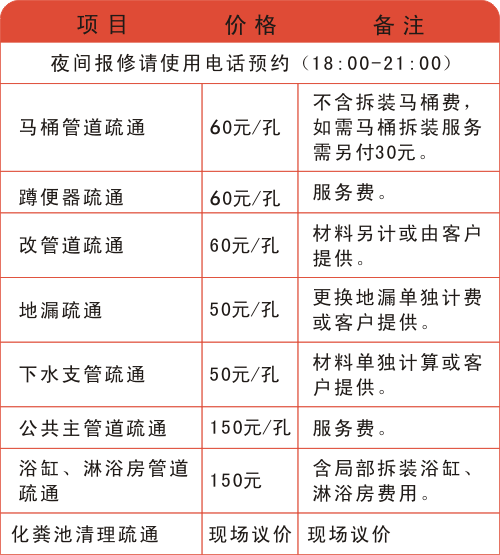 项目 价格 备注
夜间报修请使用电话预约（18:00-21:00）
马桶管道疏通 60元/孔 不含拆装马桶费，
如需马桶拆装服务
需另付30元。
蹲便器疏通 60元/孔 服务费。
改管道疏通 60元/孔 材料另计或由客户
提供。
地漏疏通 50元/孔 更换地漏单独计费
或客户提供。
下水支管疏通 50元/孔 材料单独计算或客
户提供。
公共主管道疏通 150元/孔 服务费。
浴缸、淋浴房管道
疏通 150元 含局部拆装浴缸、
淋浴房费用。
化粪池清理疏通 现场议价 现场议价